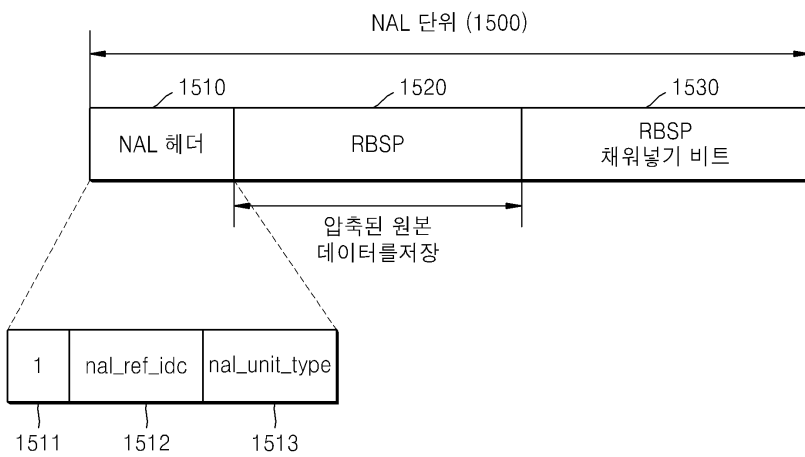 NAL 단위 (1500)
1510
1520
1530
NAL 헤더
RBSP
RBSP
채워넣기 비트
압축된 원본
데이터를저장
1
nal_ref_idc
nal_unit_type
1511
1512
1513